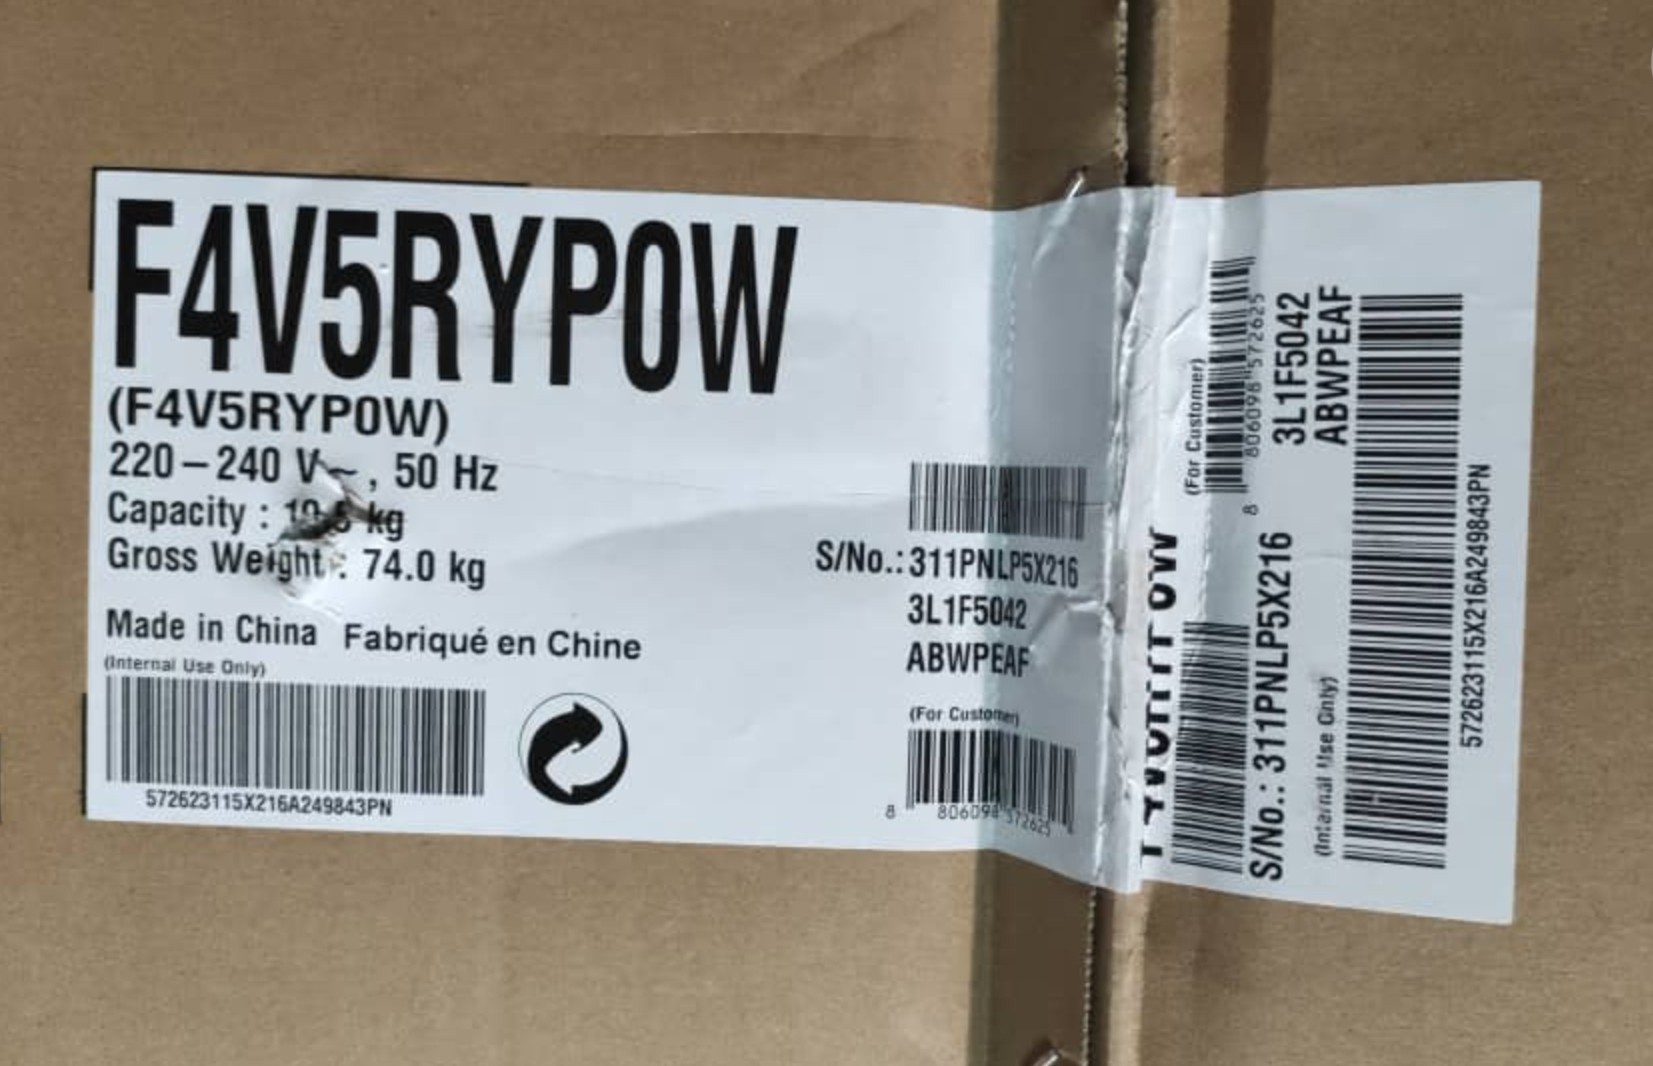 F4V5RYP0W
(F4V5RYP0W)
220–240 V~, 50 Hz
Capacity : kg
Gross Weight : 74.0 kg
Made in China Fabriqué en Chine
(Internal Use Only)
572623115X216A249843PN
S/No.: 311PNLP5X216
3L1F5042
ABWPEAF
(For Customer)
8 806098 572625
(For Customer)
8 806098 572625
3L1F5042
ABWPEAF
S/No.: 311PNLP5X216
(Internal Use Only)
572623115X216A249843PN